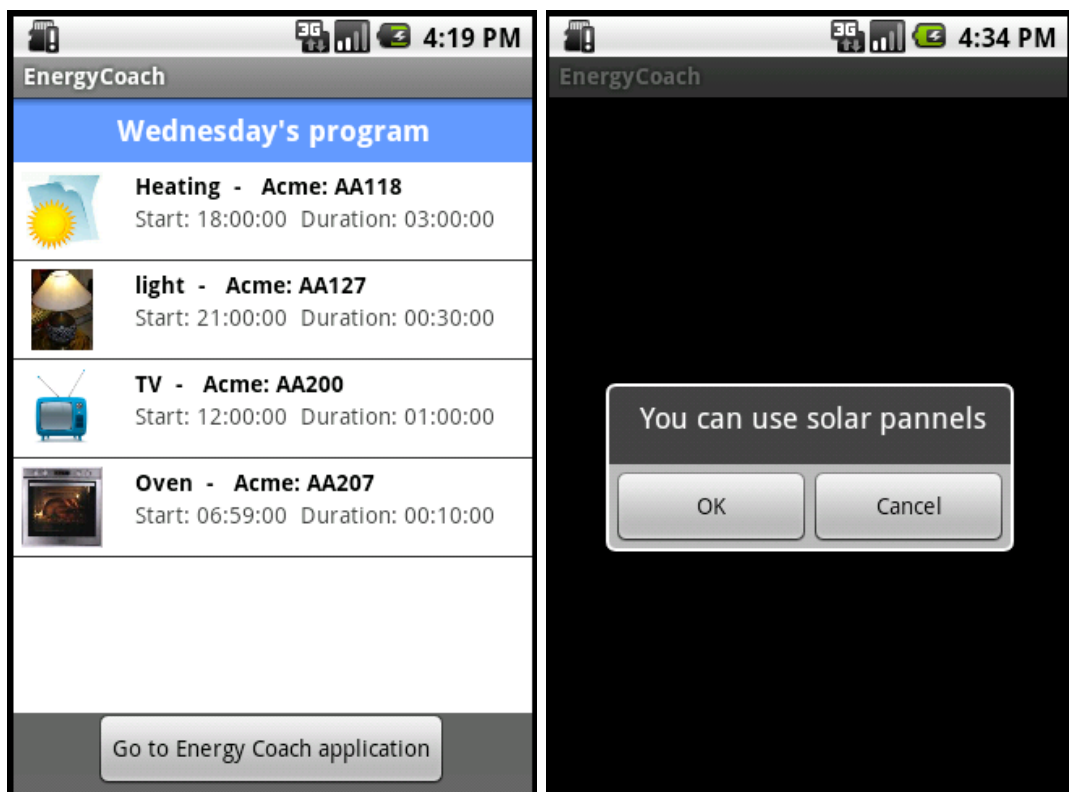 3G 4:19 PM
EnergyCoach
Wednesday's program
Heating - Acme: AA118
Start: 18:00:00 Duration: 03:00:00
light - Acme: AA127
Start: 21:00:00 Duration: 00:30:00
TV - Acme: AA200
Start: 12:00:00 Duration: 01:00:00
Oven - Acme: AA207
Start: 06:59:00 Duration: 00:10:00
Go to Energy Coach application
3G 4:34 PM
EnergyCoach
You can use solar pannels
OK Cancel